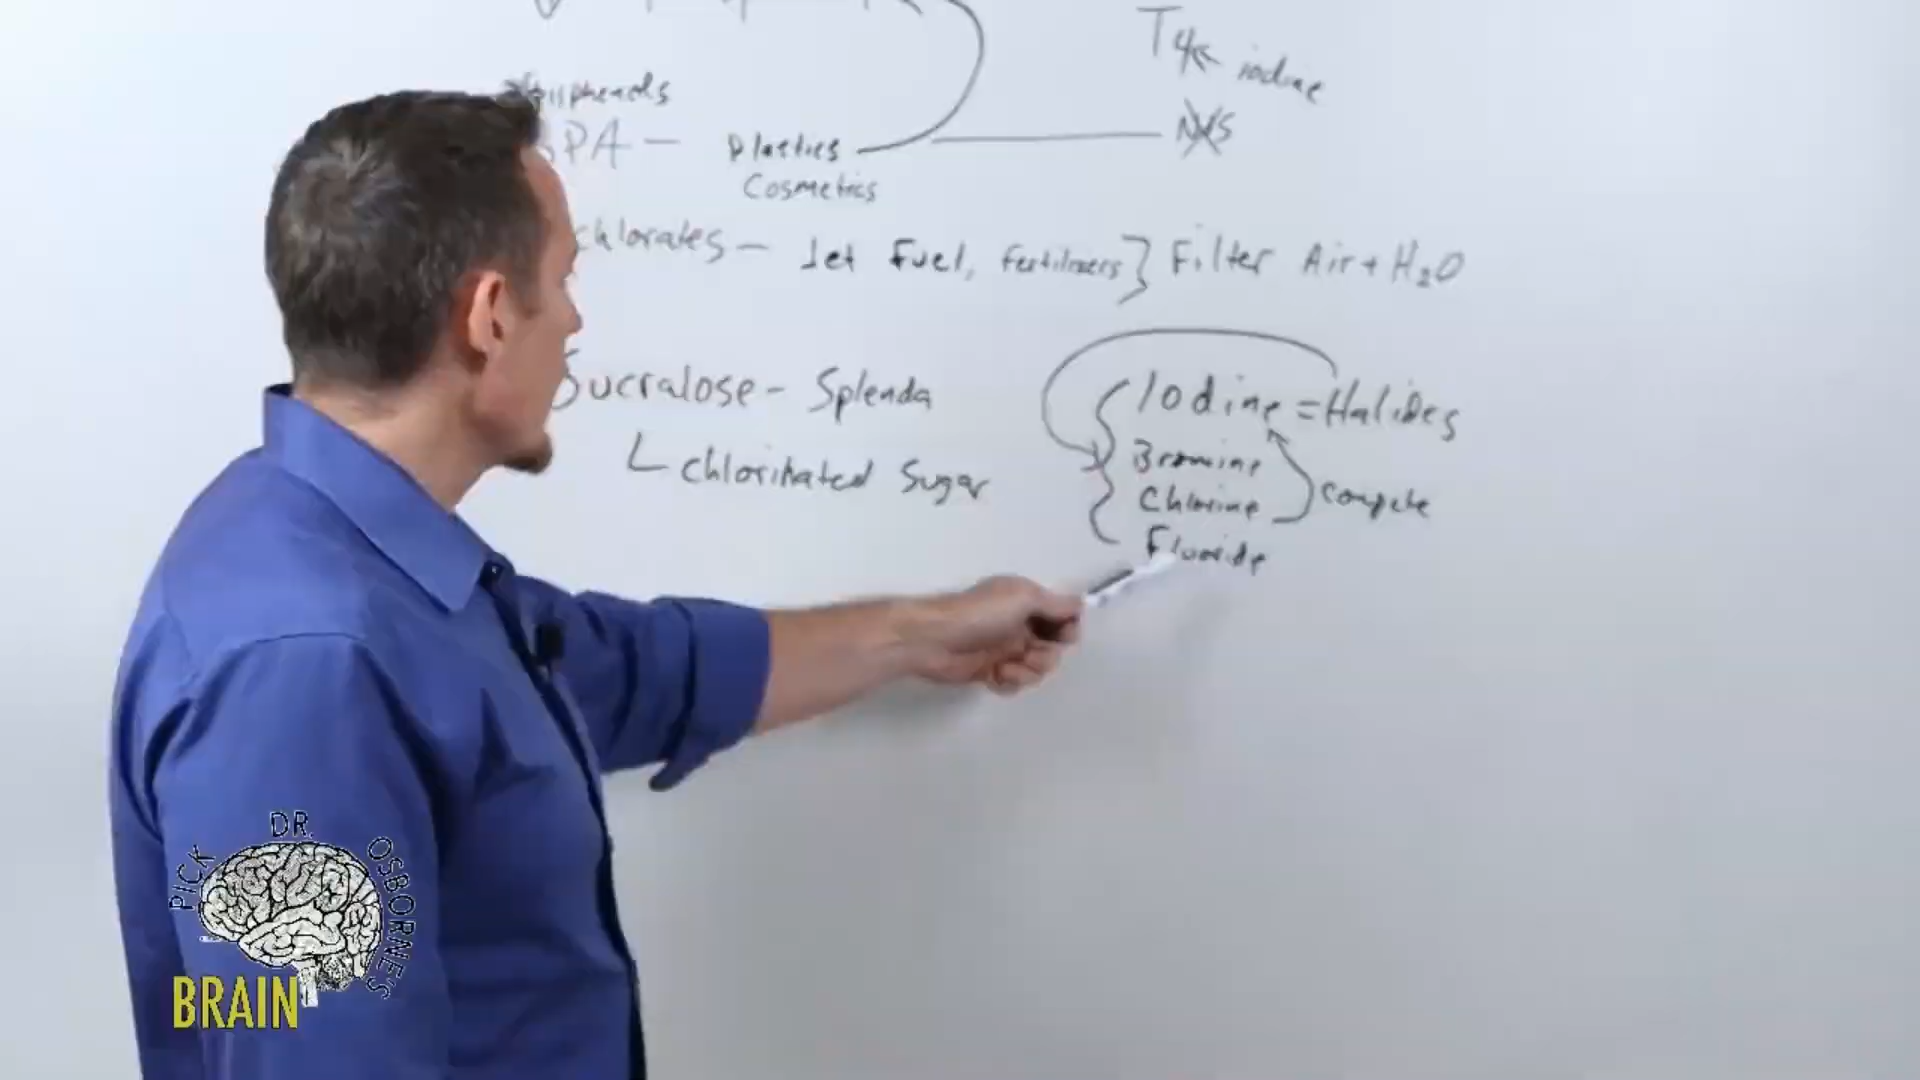 T4 ← iodine
BPA — Plastics
Cosmetics
chlorates — Jet Fuel, Fertilizers } Filter Air + H2O
Sucralose - Splenda
Chlorinated Sugar
Iodine = Halides
Bromine
Chlorine
compete
Fluoride
PICK DR. OSBORNE'S
BRAIN